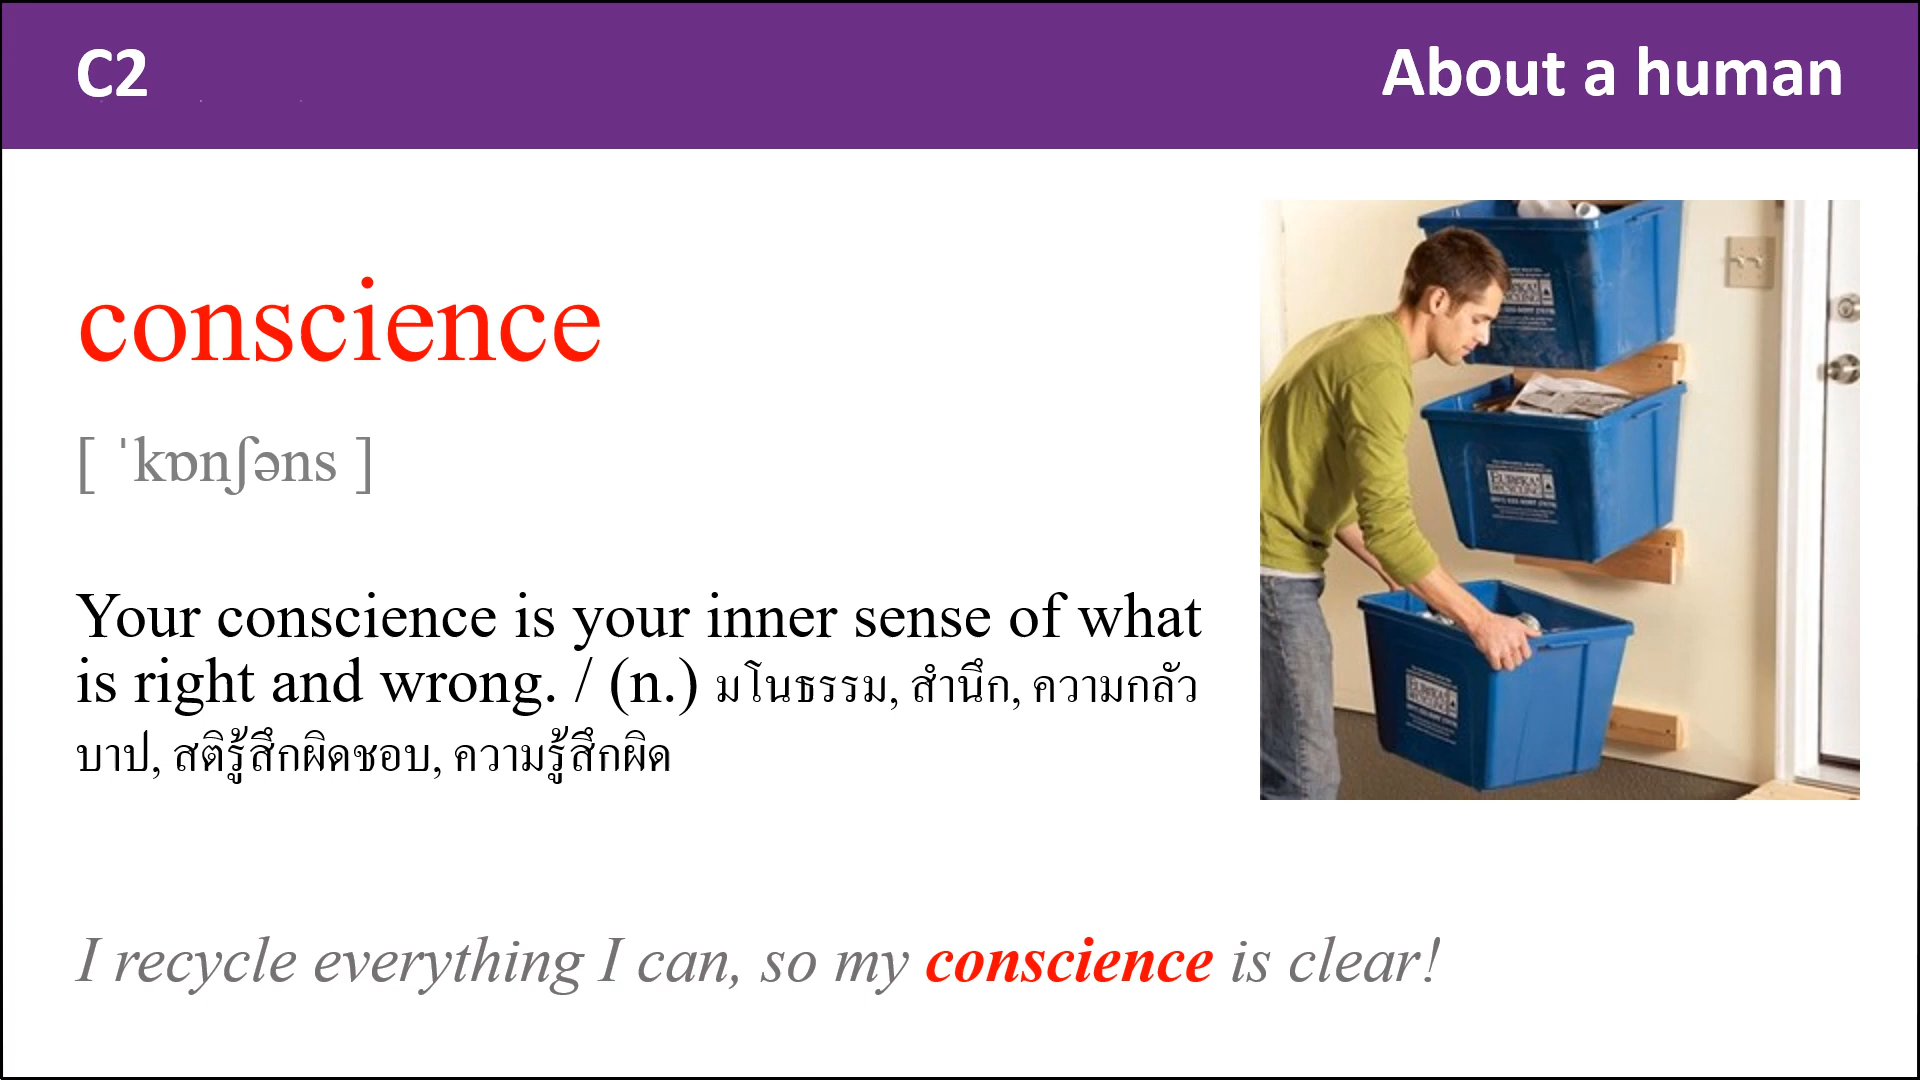 C2
About a human
conscience
[ ˈkɒnʃəns ]
Your conscience is your inner sense of what
is right and wrong. / (n.) มโนธรรม, สำนึก, ความกลัว
บาป, สติรู้สึกผิดชอบ, ความรู้สึกผิด
EUREKA!
RECYCLING
I recycle everything I can, so my conscience is clear!